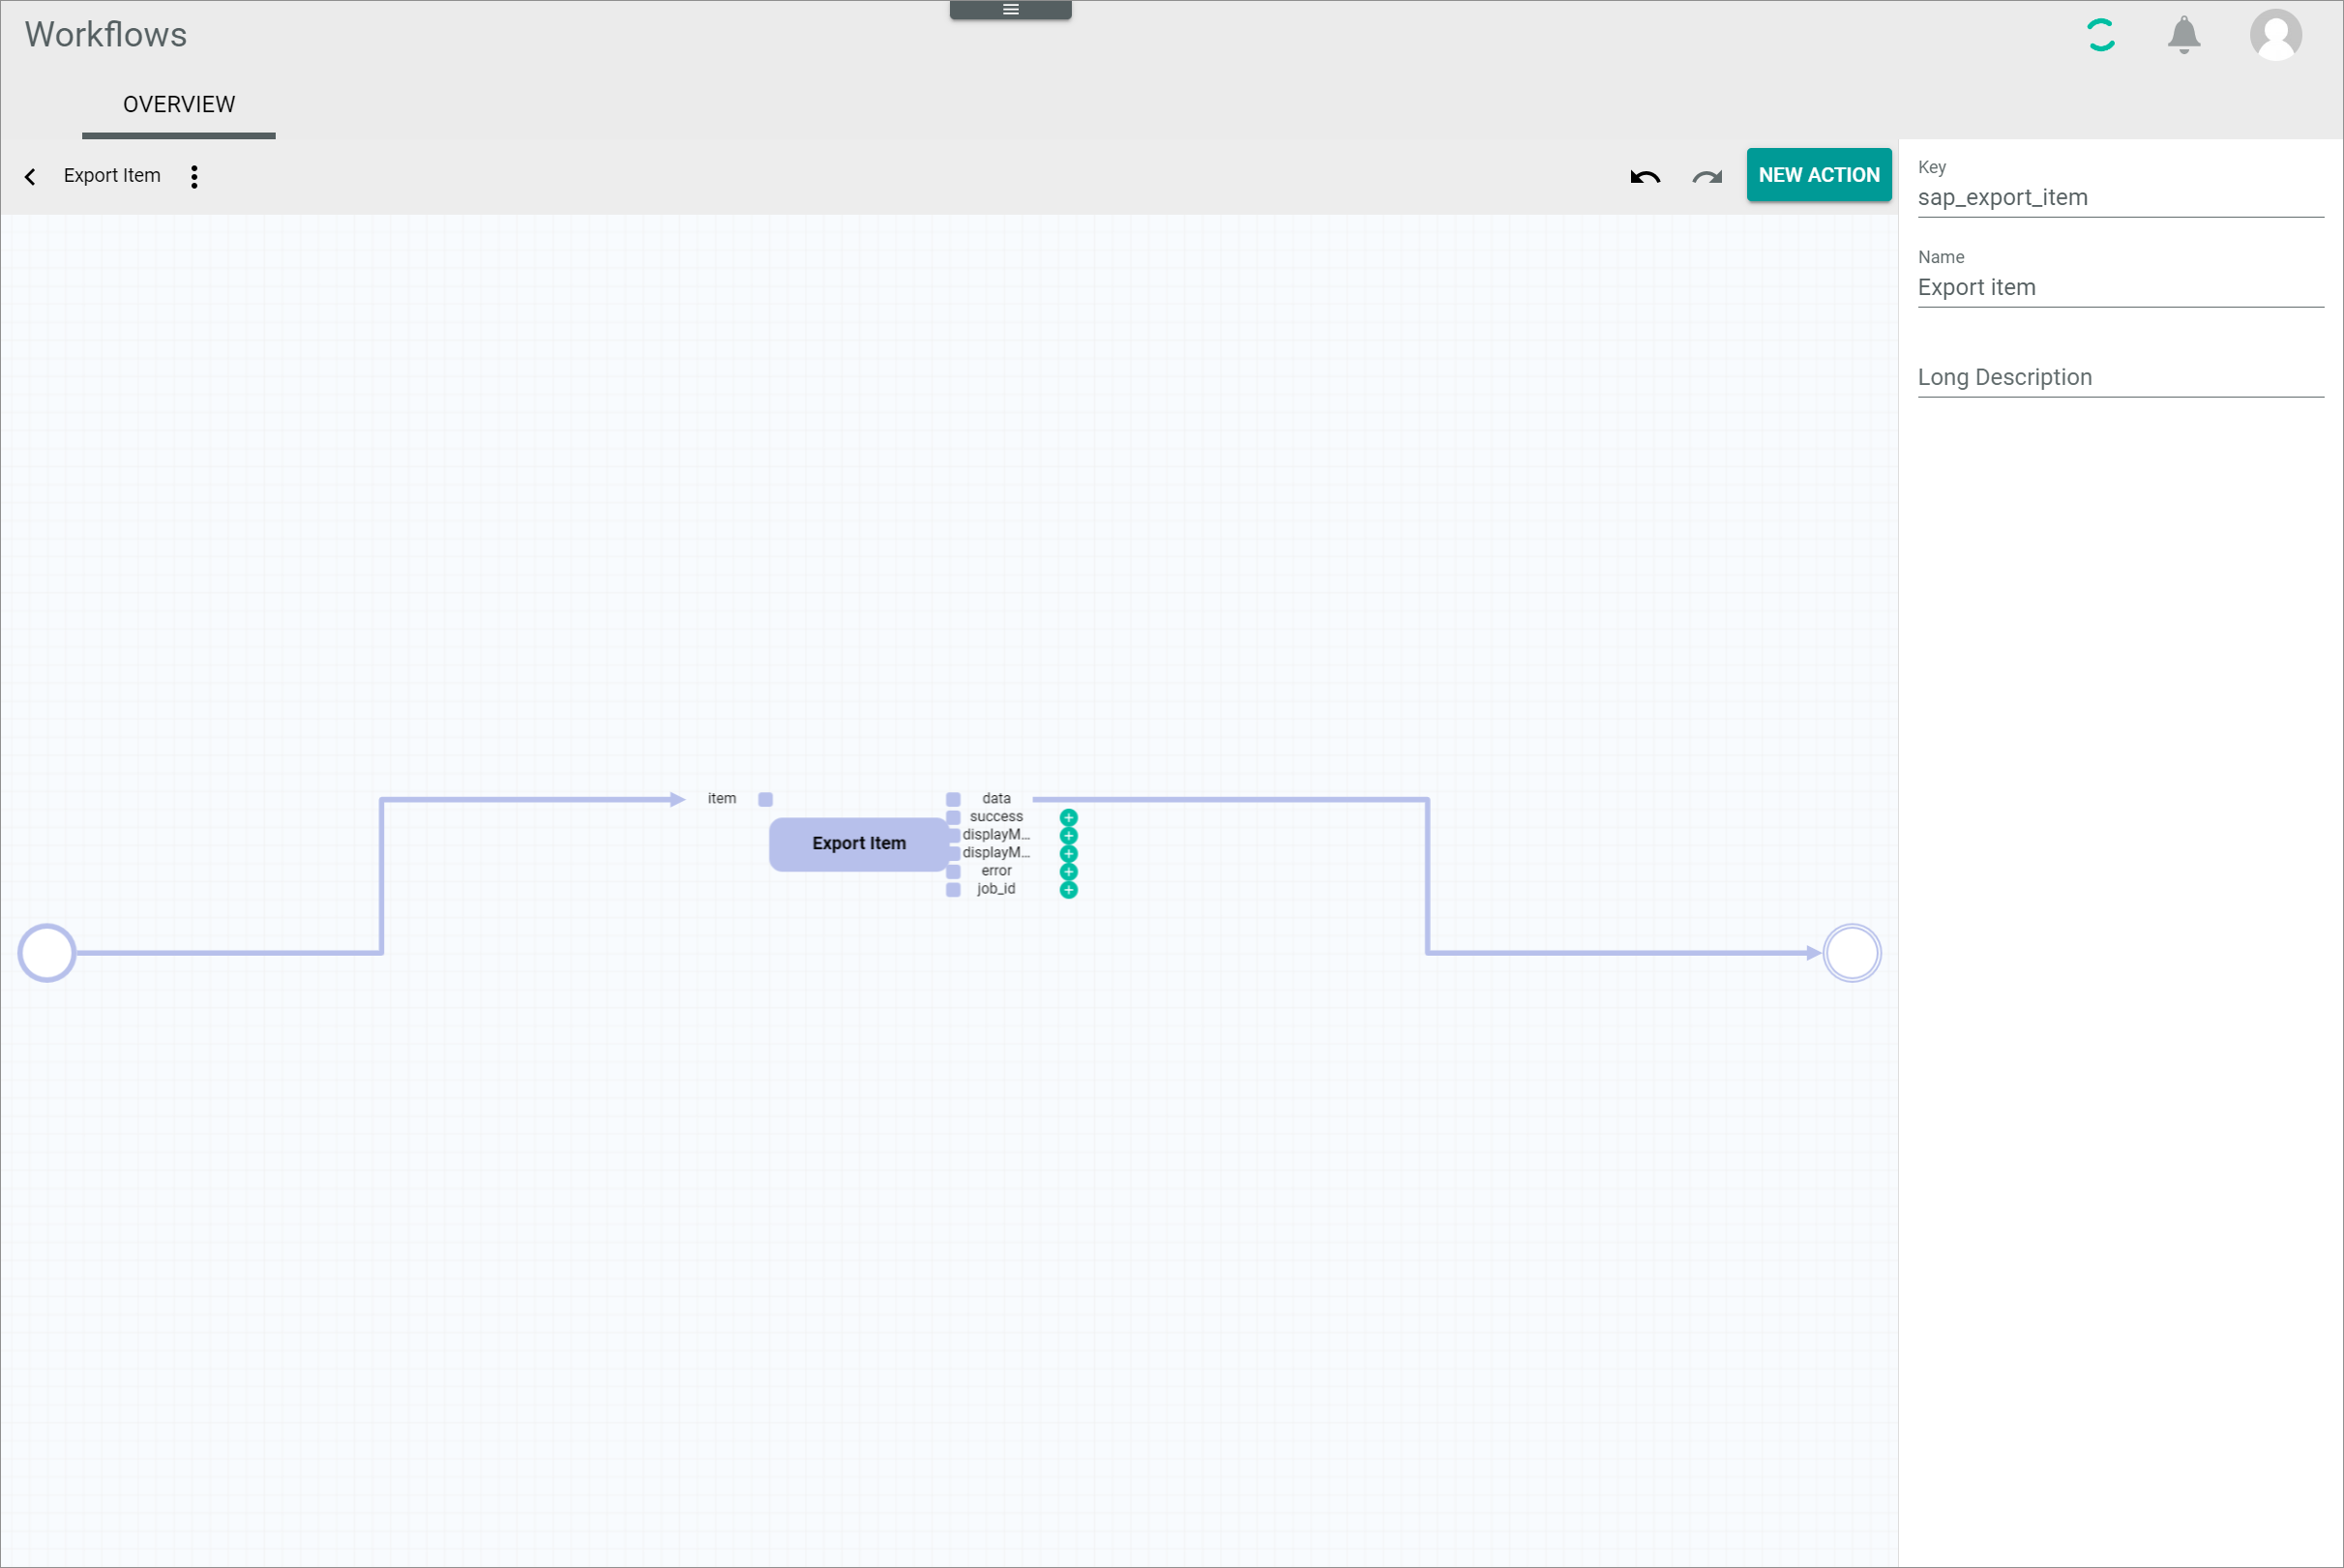 Workflows
OVERVIEW
Export Item
NEW ACTION
Key
sap_export_item
Name
Export item
Long Description
item
data
success
displayM...
displayM...
error
job_id
Export Item